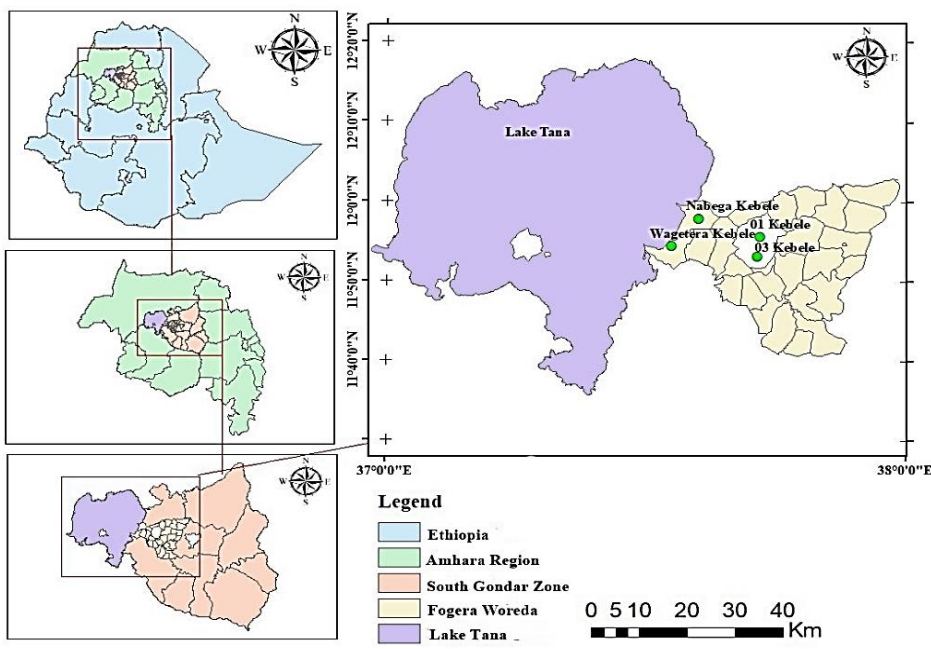 N
W E
S
N
W E
S
N
W E
S
N
W E
S
12°20'0"N
12°10'0"N
12°0'0"N
11°50'0"N
11°40'0"N
Lake Tana
Nabega Kebele
01 Kebele
Wagetera Kebele
03 Kebele
37°0'0"E
38°0'0"E
Legend
Ethiopia
Amhara Region
South Gondar Zone
Fogera Woreda
Lake Tana
0 5 10 20 30 40
Km